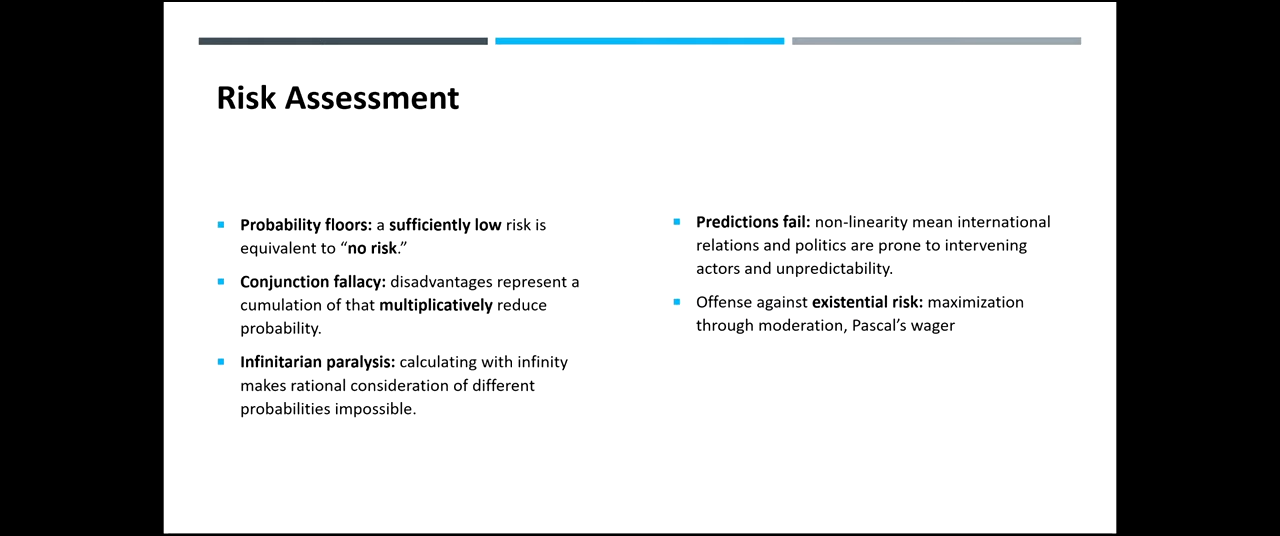 Risk Assessment
Probability floors: a sufficiently low risk is
equivalent to “no risk.”
Conjunction fallacy: disadvantages represent a
cumulation of that multiplicatively reduce
probability.
Infinitarian paralysis: calculating with infinity
makes rational consideration of different
probabilities impossible.
Predictions fail: non-linearity mean international
relations and politics are prone to intervening
actors and unpredictability.
Offense against existential risk: maximization
through moderation, Pascal’s wager